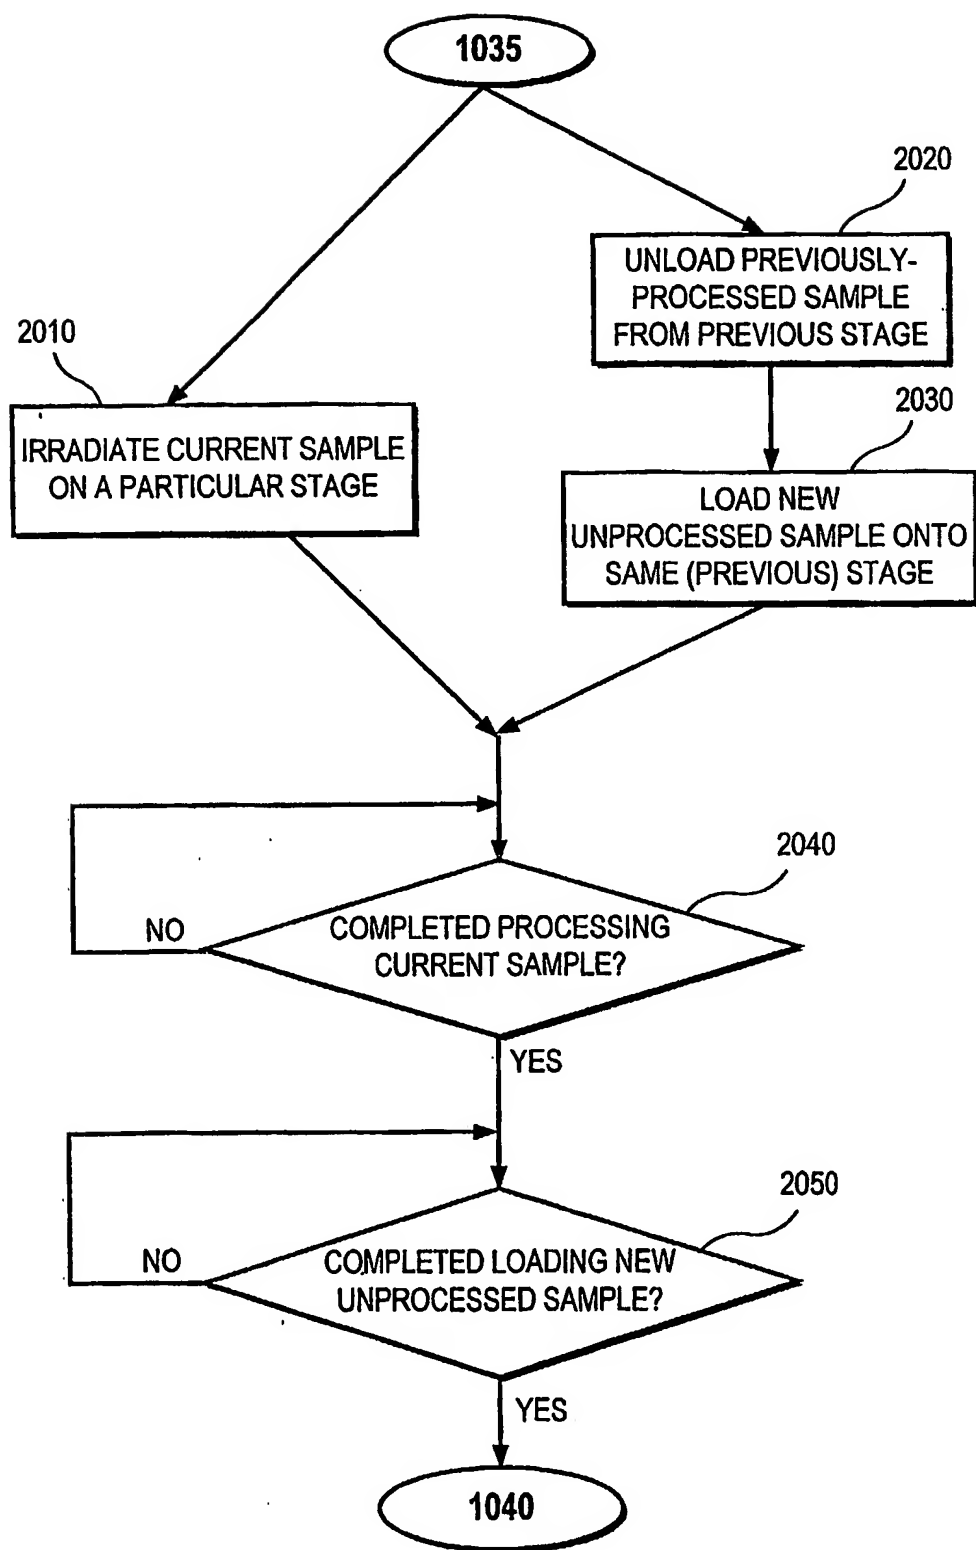 1035
2020
UNLOAD PREVIOUSLY-
PROCESSED SAMPLE
FROM PREVIOUS STAGE
2010
IRRADIATE CURRENT SAMPLE
ON A PARTICULAR STAGE
2030
LOAD NEW
UNPROCESSED SAMPLE ONTO
SAME (PREVIOUS) STAGE
2040
NO
COMPLETED PROCESSING
CURRENT SAMPLE?
YES
2050
NO
COMPLETED LOADING NEW
UNPROCESSED SAMPLE?
YES
1040